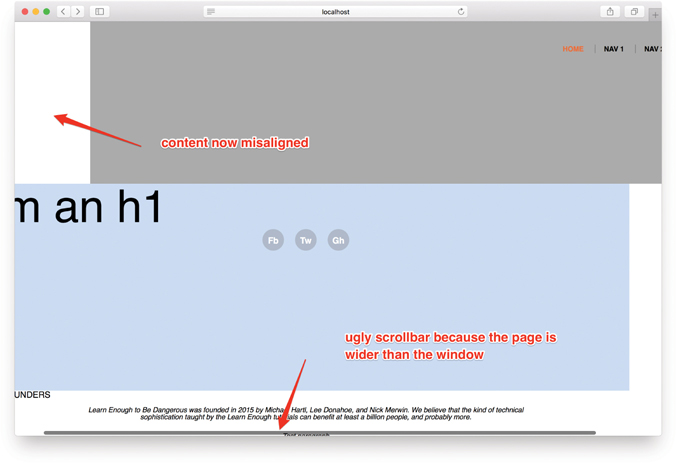 localhost
HOME NAV 1 NAV
content now misaligned
m an h1
Fb Tw Gh
ugly scrollbar because the page is
wider than the window
UNDERS
Learn Enough to Be Dangerous was founded in 2015 by Michael Hartl, Lee Donahoe, and Nick Merwin. We believe that the kind of technical
sophistication taught by the Learn Enough tutorials can benefit at least a billion people, and probably more.